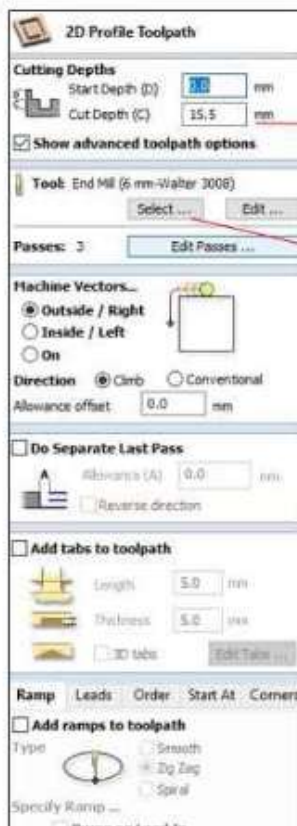 2D Profile Toolpath
Cutting Depths
Start Depth (D) 0.0 mm
Cut Depth (C) 15.5 mm
Show advanced toolpath options
Tool: End Mill (6 mm-Walter 3008)
Select ... Edit ...
Passes: 3 Edit Passes ...
Machine Vectors...
Outside / Right
Inside / Left
On
Direction Climb Conventional
Allowance offset 0.0 mm
Do Separate Last Pass
A Allowance (A) 0.0 mm
Reverse direction
Add tabs to toolpath
Length 5.0 mm
Thickness 5.0 mm
3D tabs Edit Tabs ...
Ramp Leads Order Start At Corners
Add ramps to toolpath
Type Smooth
Zig Zag
Spiral
Specify Ramp ...